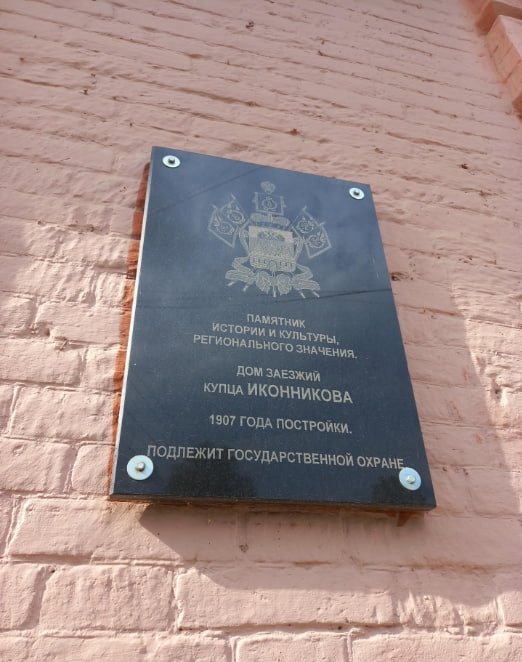 ПАМЯТНИК
ИСТОРИИ И КУЛЬТУРЫ,
РЕГИОНАЛЬНОГО ЗНАЧЕНИЯ.
ДОМ ЗАЕЗЖИЙ
КУПЦА ИКОННИКОВА
1907 ГОДА ПОСТРОЙКИ.
ПОДЛЕЖИТ ГОСУДАРСТВЕННОЙ ОХРАНЕ